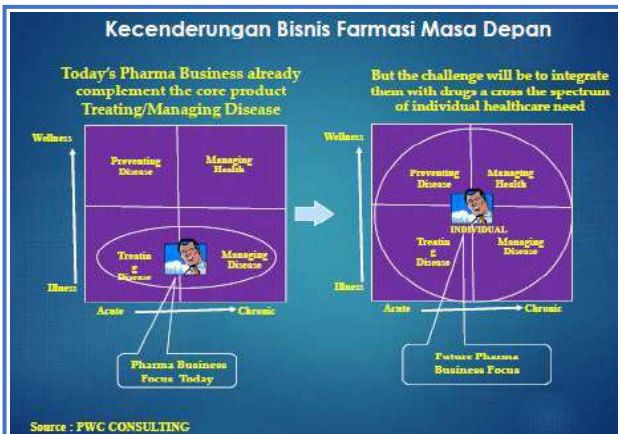 Kecenderungan Bisnis Farmasi Masa Depan
Today's Pharma Business already
complement the core product
Treating/Managing Disease
Wellness
Preventing
Disease
Managing
Health
Treatin
g
Disease
Managing
Disease
Illness
Acute
Chronic
Pharma Business
Focus Today
But the challenge will be to integrate
them with drugs a cross the spectrum
of individual healthcare need
Wellness
Preventing
Disease
Managing
Health
INDIVIDUAL
Treatin
g
Disease
Managing
Disease
Illness
Acute
Chronic
Future Pharma
Business Focus
Source : PWC CONSULTING